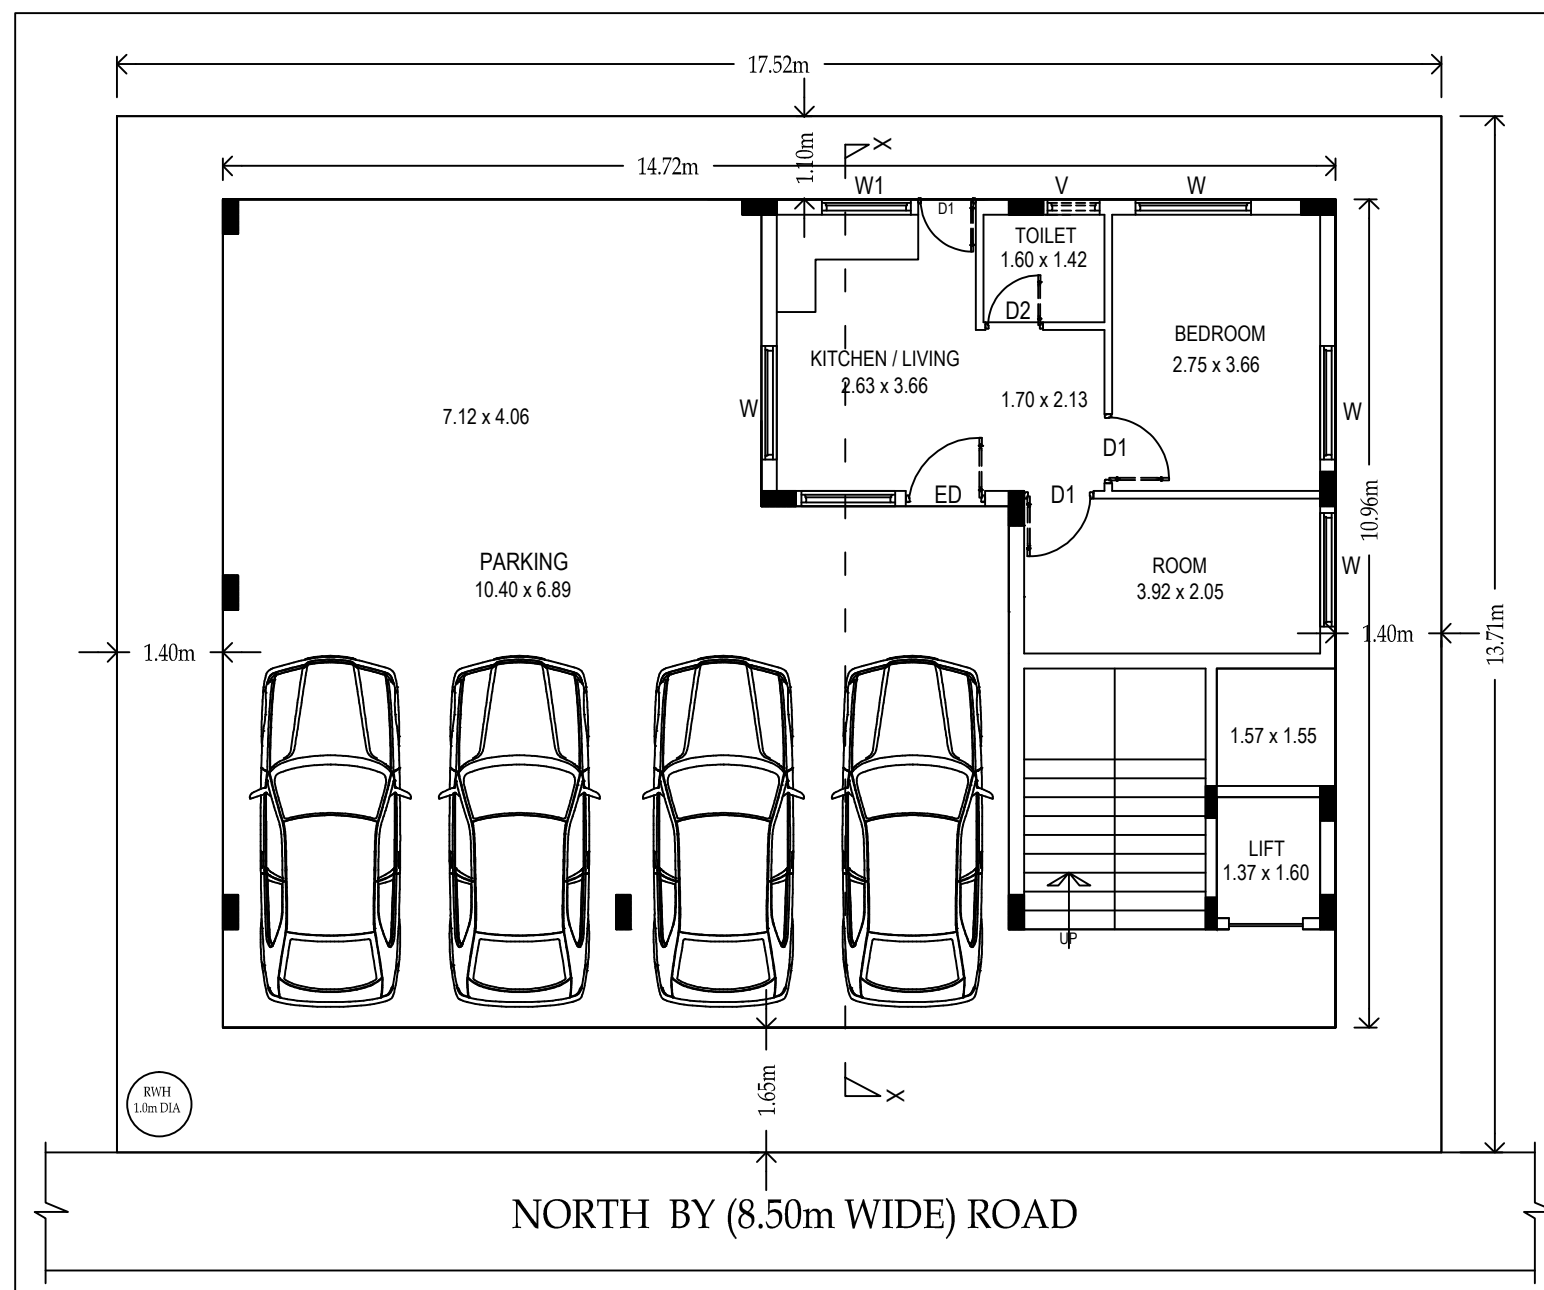 17.52m
1.10m
X
14.72m
W1
V
W
D1
TOILET
1.60 x 1.42
D2
BEDROOM
2.75 x 3.66
KITCHEN / LIVING
2.63 x 3.66
1.70 x 2.13
W
7.12 x 4.06
W
D1
ED
D1
10.96m
PARKING
10.40 x 6.89
ROOM
3.92 x 2.05
W
1.40m
1.40m
13.71m
1.57 x 1.55
LIFT
1.37 x 1.60
UP
1.65m
X
RWH
1.0m DIA
NORTH BY (8.50m WIDE) ROAD